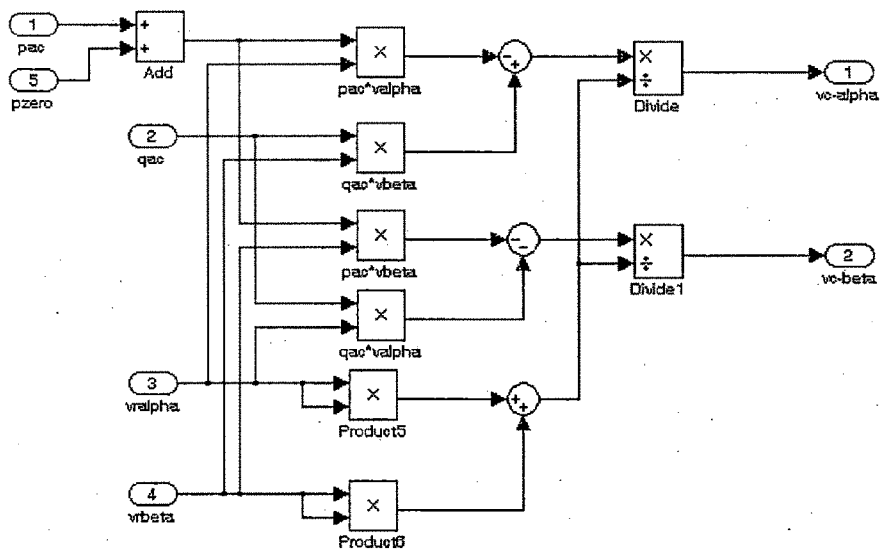 1
pac
+
+
Add
5
pzero
×
pac*valpha
-
+
×
÷
Divide
1
vc-alpha
2
qac
×
qac*vbeta
×
pac*vbeta
-
-
×
÷
Divide1
2
vc-beta
×
qac*valpha
3
vralpha
×
Product5
+
+
4
vrbeta
×
Product6